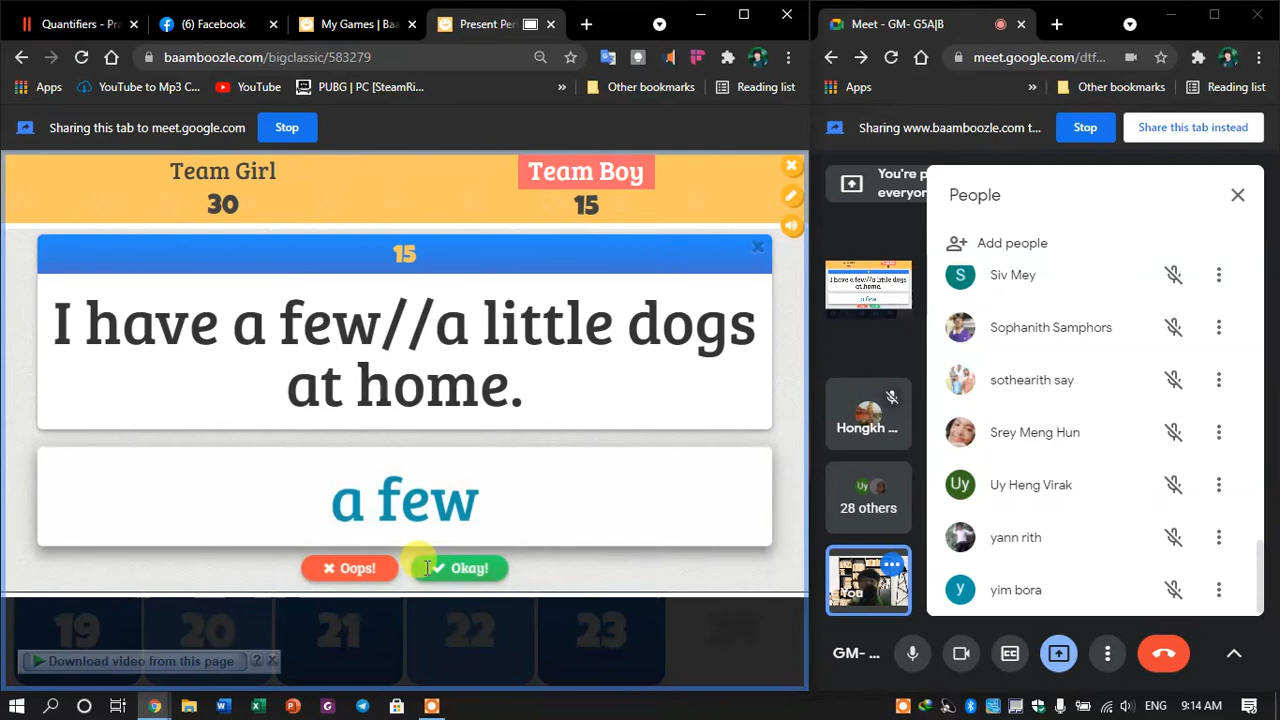 Quantifiers - Pra
(6) Facebook
My Games | Baa
Present Per
baamboozle.com/bigclassic/583279
Apps
YouTube to Mp3 C...
YouTube
PUBG | PC [SteamRi...
»
Other bookmarks
Reading list
Sharing this tab to meet.google.com
Stop
Team Girl
30
Team Boy
15
15
I have a few//a little dogs
at home.
a few
Oops!
Okay!
19
20
21
22
23
Download video from this page
?
Meet - GM- G5A|B
meet.google.com/dtf...
Apps
»
Other bookmarks
Reading list
Sharing www.baamboozle.com t...
Stop
Share this tab instead
You're p
everyon
Hongkh ...
Uy
28 others
You
People
Add people
S
Siv Mey
Sophanith Samphors
sothearith say
Srey Meng Hun
Uy
Uy Heng Virak
yann rith
y
yim bora
GM- ...
ENG
9:14 AM